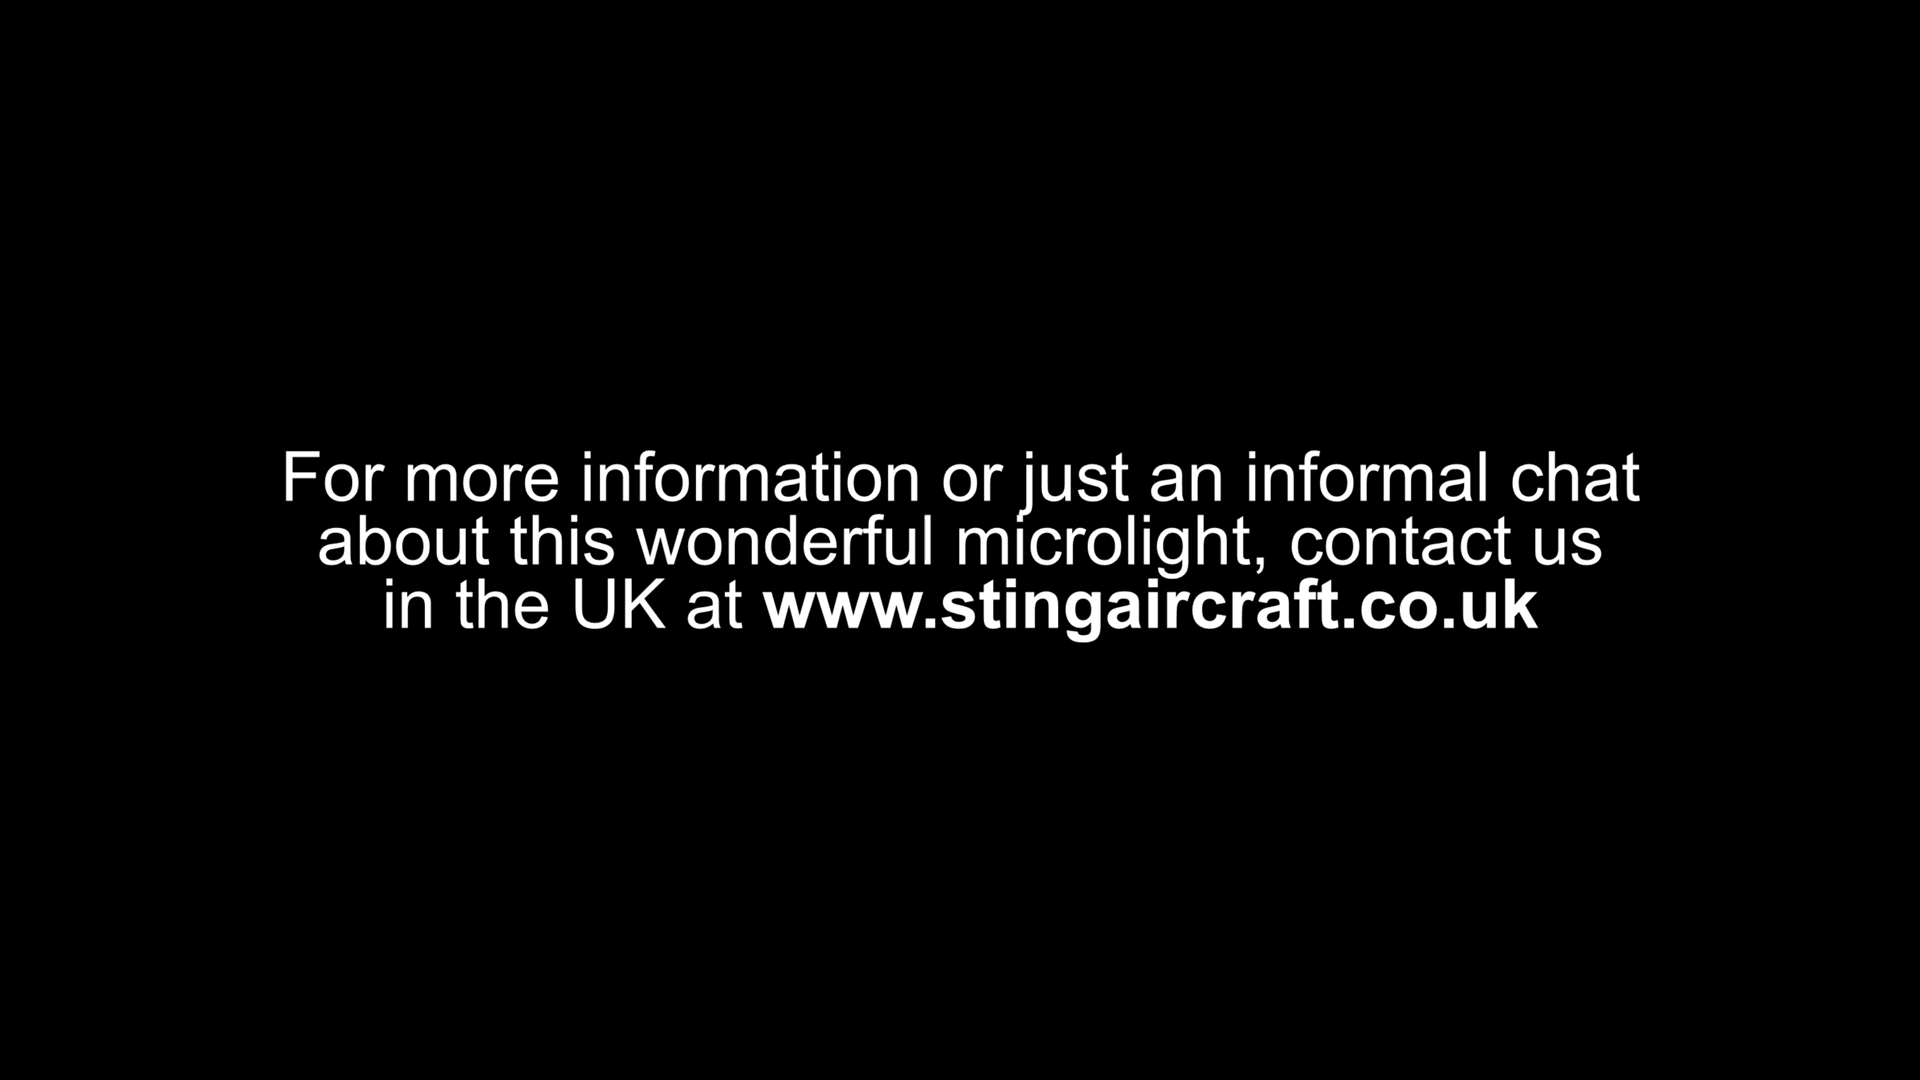 For more information or just an informal chat
about this wonderful microlight, contact us
in the UK at www.stingaircraft.co.uk